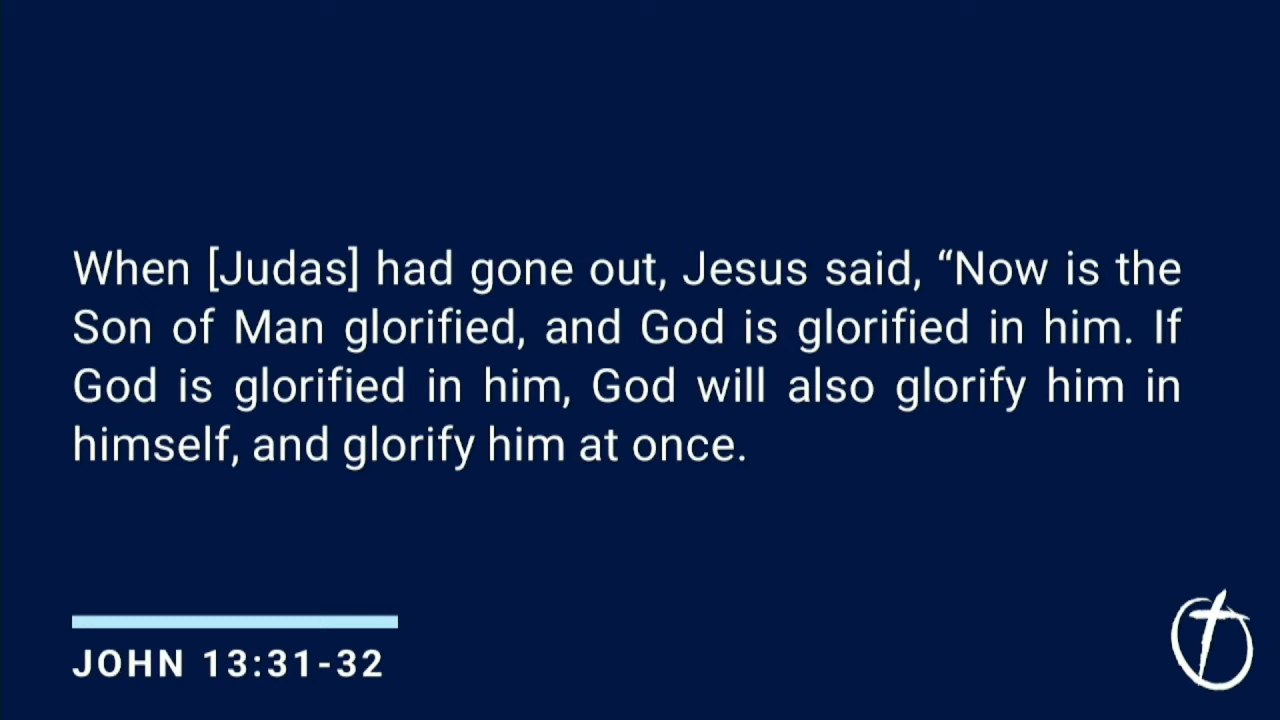 When [Judas] had gone out, Jesus said, “Now is the
Son of Man glorified, and God is glorified in him. If
God is glorified in him, God will also glorify him in
himself, and glorify him at once.
JOHN 13:31-32